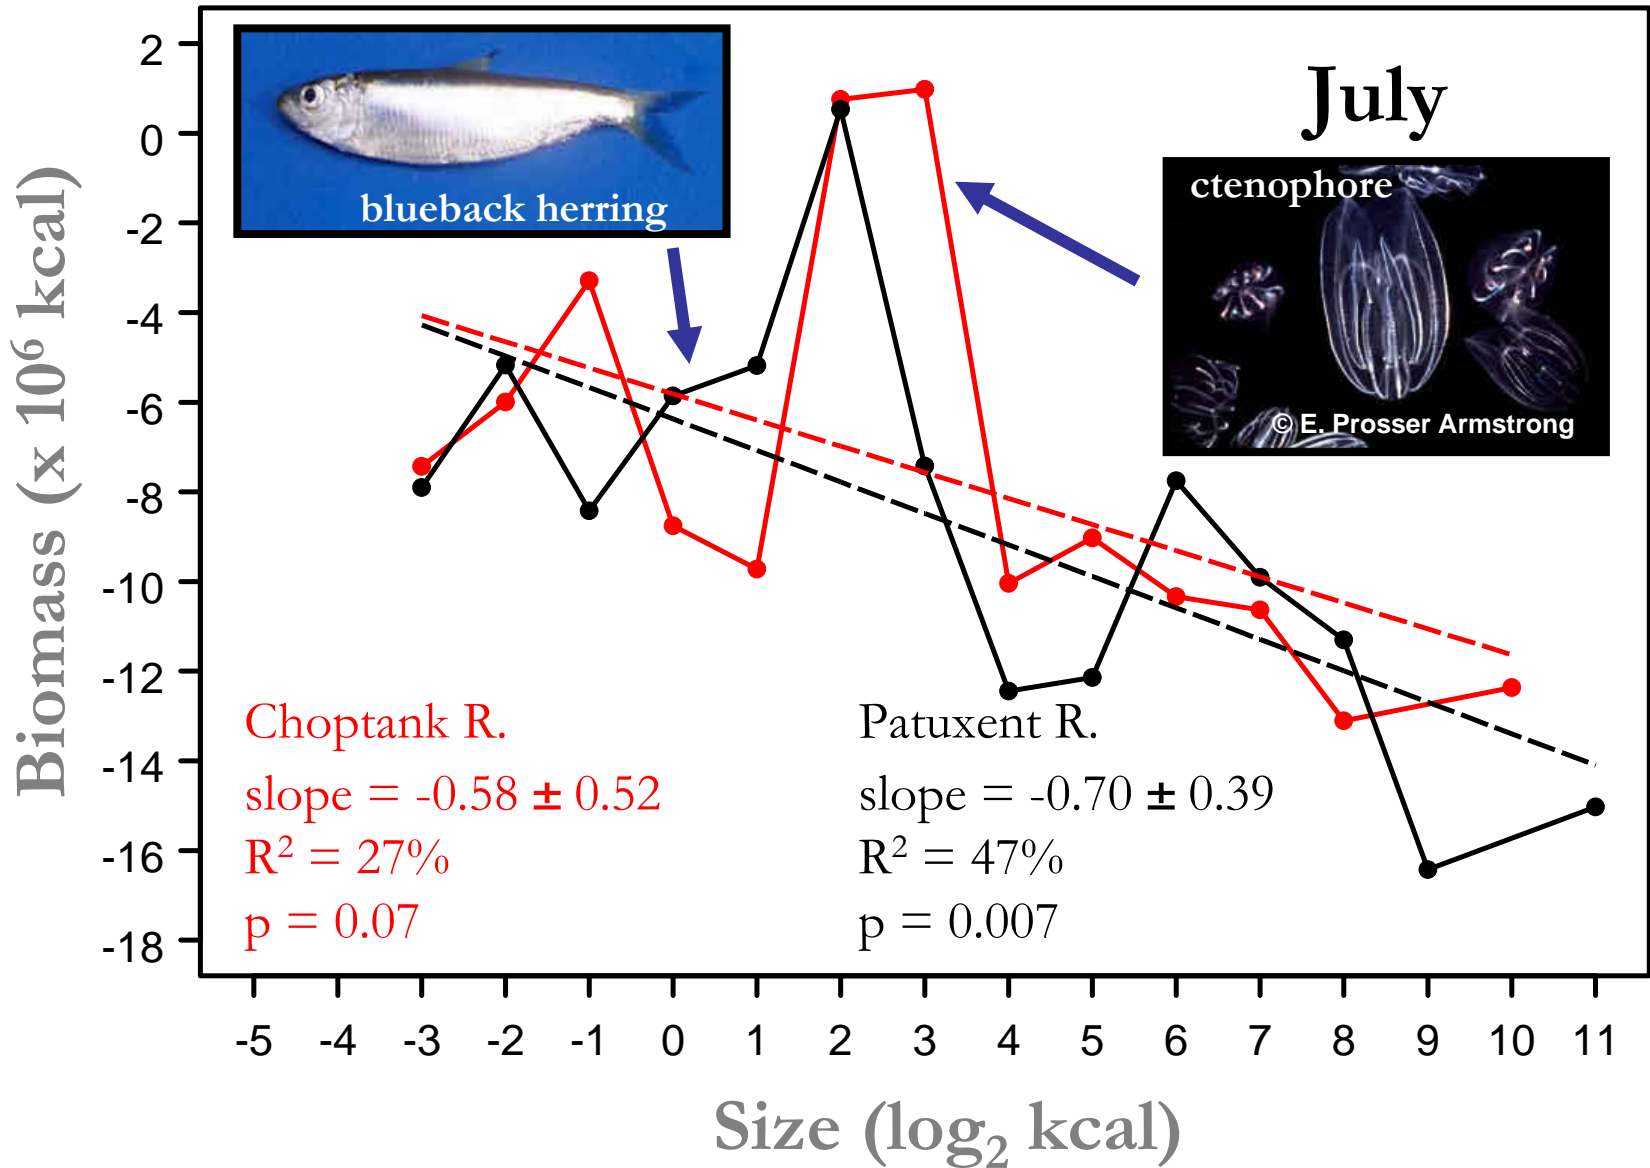 2
0
-2
-4
-6
-8
-10
-12
-14
-16
-18
Biomass (x 10⁶ kcal)
blueback herring
July
ctenophore
© E. Prosser Armstrong
Choptank R.
slope = -0.58 ± 0.52
R² = 27%
p = 0.07
Patuxent R.
slope = -0.70 ± 0.39
R² = 47%
p = 0.007
-5 -4 -3 -2 -1 0 1 2 3 4 5 6 7 8 9 10 11
Size (log₂ kcal)